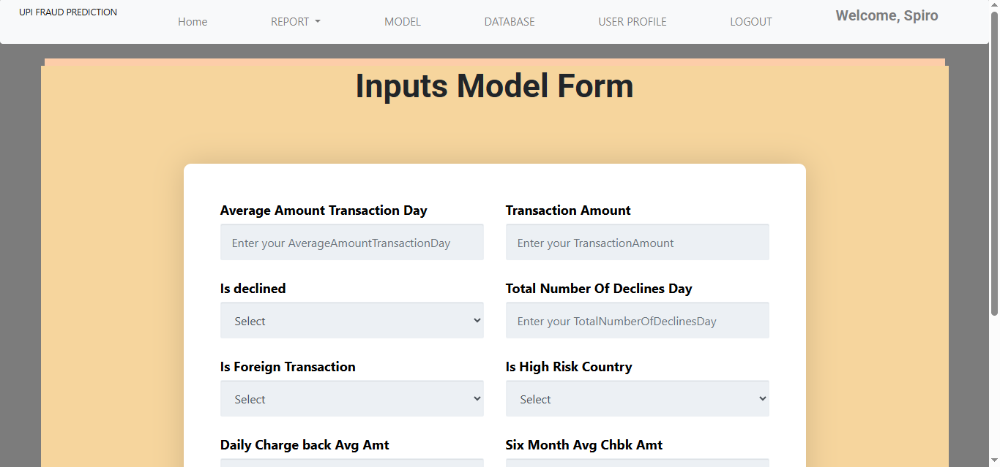 UPI FRAUD PREDICTION
Home REPORT MODEL DATABASE USER PROFILE LOGOUT Welcome, Spiro
Inputs Model Form
Average Amount Transaction Day Transaction Amount
Enter your AverageAmountTransactionDay Enter your TransactionAmount
Is declined Total Number Of Declines Day
Select Enter your TotalNumberOfDeclinesDay
Is Foreign Transaction Is High Risk Country
Select Select
Daily Charge back Avg Amt Six Month Avg Chbk Amt